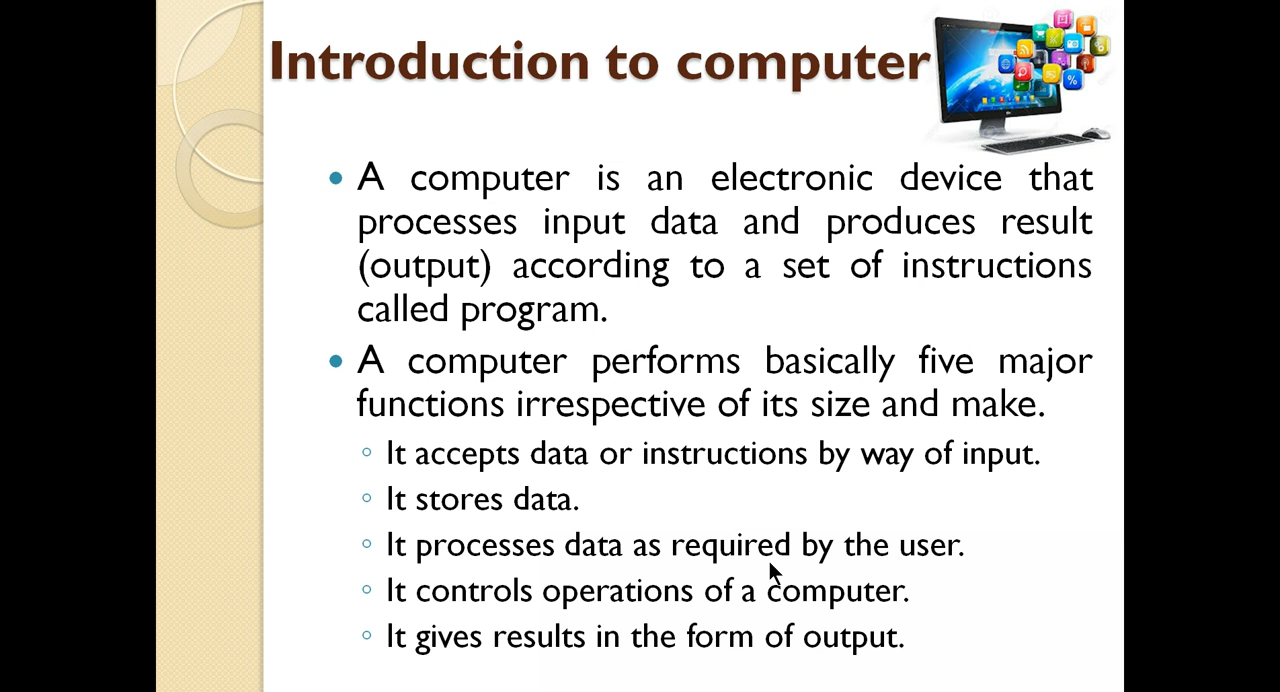 Introduction to computer
• A computer is an electronic device that
processes input data and produces result
(output) according to a set of instructions
called program.
• A computer performs basically five major
functions irrespective of its size and make.
◦ It accepts data or instructions by way of input.
◦ It stores data.
◦ It processes data as required by the user.
◦ It controls operations of a computer.
◦ It gives results in the form of output.